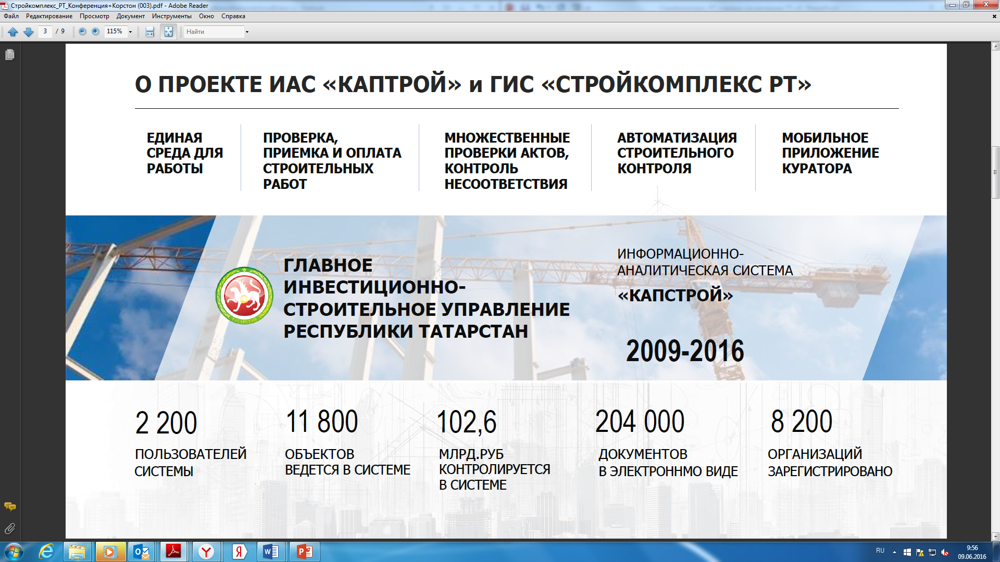 Стройкомплекс_РТ_Конференция+Корстон (003).pdf - Adobe Reader
Файл Редактирование Просмотр Документ Инструменты Окно Справка
3 / 9 115% Найти
О ПРОЕКТЕ ИАС «КАПТРОЙ» и ГИС «СТРОЙКОМПЛЕКС РТ»
ЕДИНАЯ
СРЕДА ДЛЯ
РАБОТЫ
ПРОВЕРКА,
ПРИЕМКА И ОПЛАТА
СТРОИТЕЛЬНЫХ
РАБОТ
МНОЖЕСТВЕННЫЕ
ПРОВЕРКИ АКТОВ,
КОНТРОЛЬ
НЕСООТВЕТСТВИЯ
АВТОМАТИЗАЦИЯ
СТРОИТЕЛЬНОГО
КОНТРОЛЯ
МОБИЛЬНОЕ
ПРИЛОЖЕНИЕ
КУРАТОРА
ТАТАРСТАН
ГЛАВНОЕ
ИНВЕСТИЦИОННО-
СТРОИТЕЛЬНОЕ УПРАВЛЕНИЕ
РЕСПУБЛИКИ ТАТАРСТАН
ИНФОРМАЦИОННО-
АНАЛИТИЧЕСКАЯ СИСТЕМА
«КАПСТРОЙ»
2009-2016
2 200
ПОЛЬЗОВАТЕЛЕЙ
СИСТЕМЫ
11 800
ОБЪЕКТОВ
ВЕДЕТСЯ В СИСТЕМЕ
102,6
МЛРД.РУБ
КОНТРОЛИРУЕТСЯ
В СИСТЕМЕ
204 000
ДОКУМЕНТОВ
В ЭЛЕКТРОННМО ВИДЕ
8 200
ОРГАНИЗАЦИЙ
ЗАРЕГИСТРИРОВАНО
RU
9:56
09.06.2016